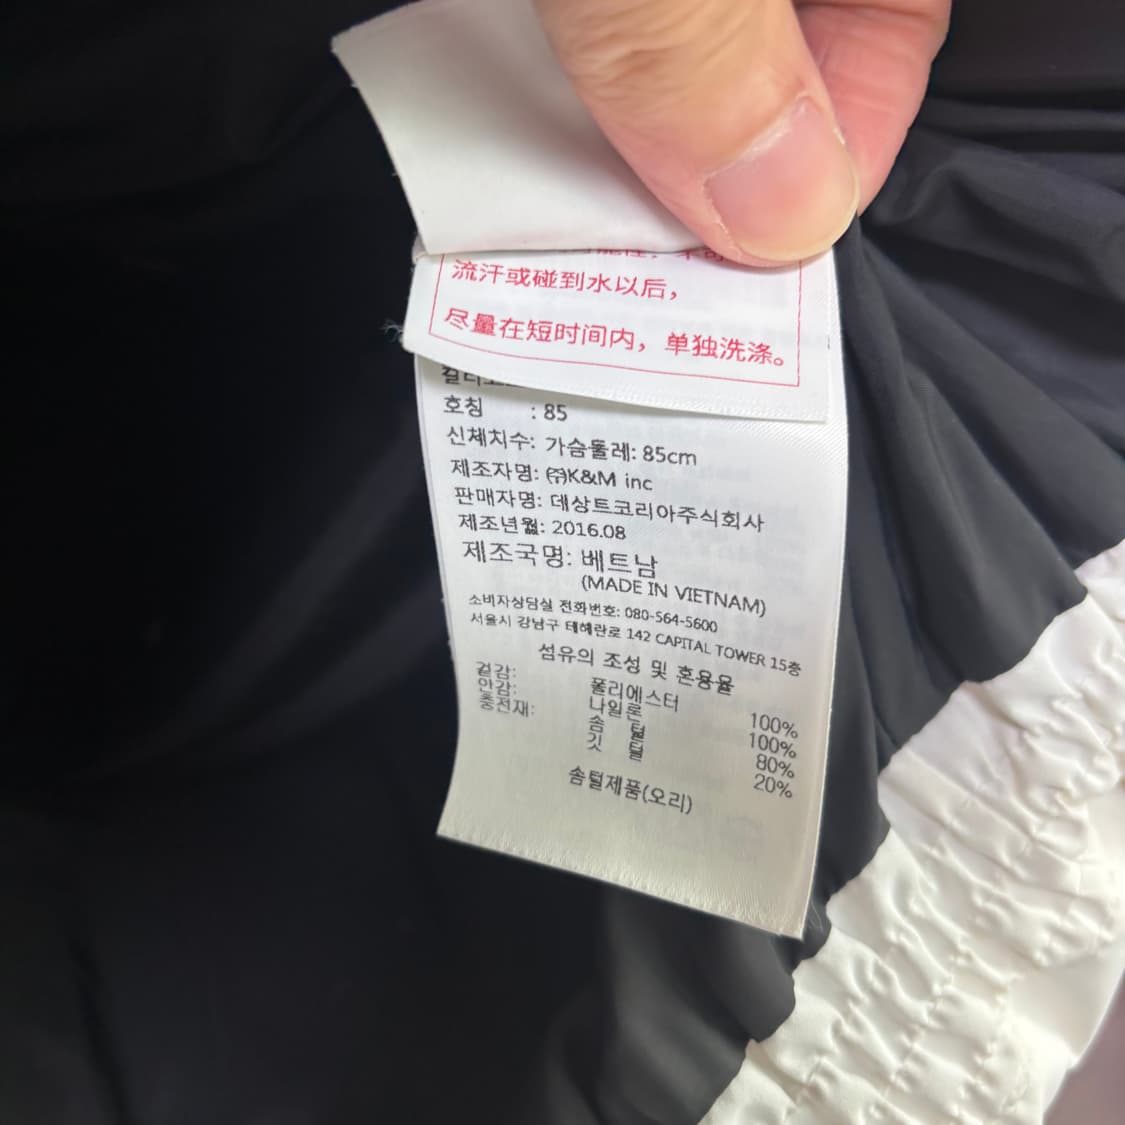 流汗或碰到水以后，
尽量在短时间内，单独洗涤。
호칭 : 85
신체치수: 가슴둘레: 85cm
제조자명: ㈜K&M inc
판매자명: 데상트코리아주식회사
제조년월: 2016.08
제조국명: 베트남
(MADE IN VIETNAM)
소비자상담실 전화번호: 080-564-5600
서울시 강남구 테헤란로 142 CAPITAL TOWER 15층
섬유의 조성 및 혼용율
겉감: 폴리에스터 100%
안감: 나일론 100%
충전재: 솜 털 80%
깃 털 20%
솜털제품(오리)